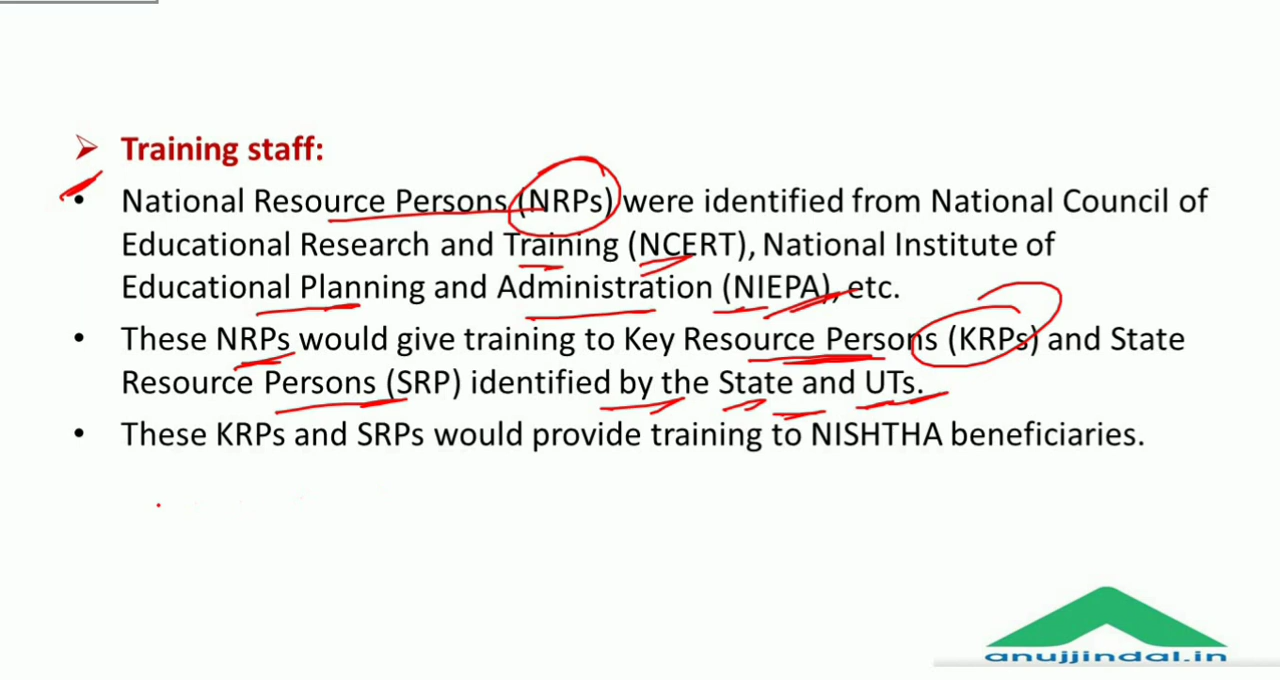 Training staff:
National Resource Persons (NRPs) were identified from National Council of
Educational Research and Training (NCERT), National Institute of
Educational Planning and Administration (NIEPA), etc.
These NRPs would give training to Key Resource Persons (KRPs) and State
Resource Persons (SRP) identified by the State and UTs.
These KRPs and SRPs would provide training to NISHTHA beneficiaries.
anujjindal.in